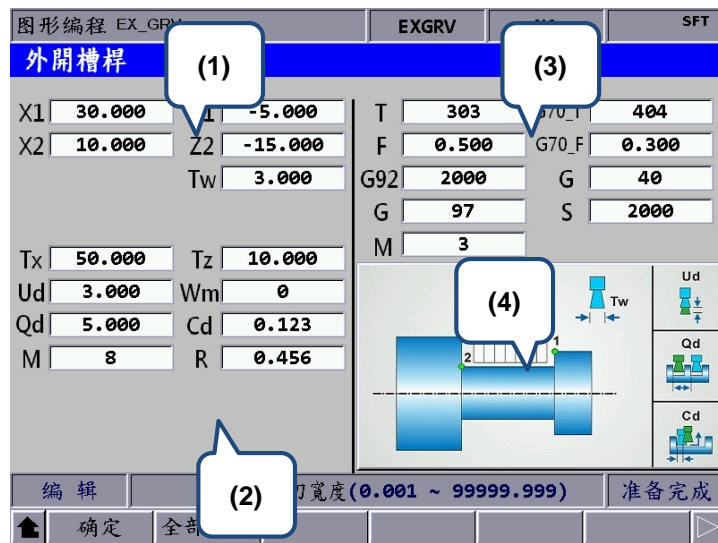 图形编程 EX_GRV EXGRV SFT
外開槽桿
(1) (3)
X1 30.000 -5.000 T 303 G70_T 404
X2 10.000 Z2 -15.000 F 0.500 G70_F 0.300
Tw 3.000 G92 2000 G 40
G 97 S 2000
M 3
Tx 50.000 Tz 10.000
Ud 3.000 Wm 0
Qd 5.000 Cd 0.123
M 8 R 0.456
(4) Tw Ud
1
2 Qd
Cd
(2)
编 辑 刀寬度(0.001 ~ 99999.999) 准备完成
确定 全部